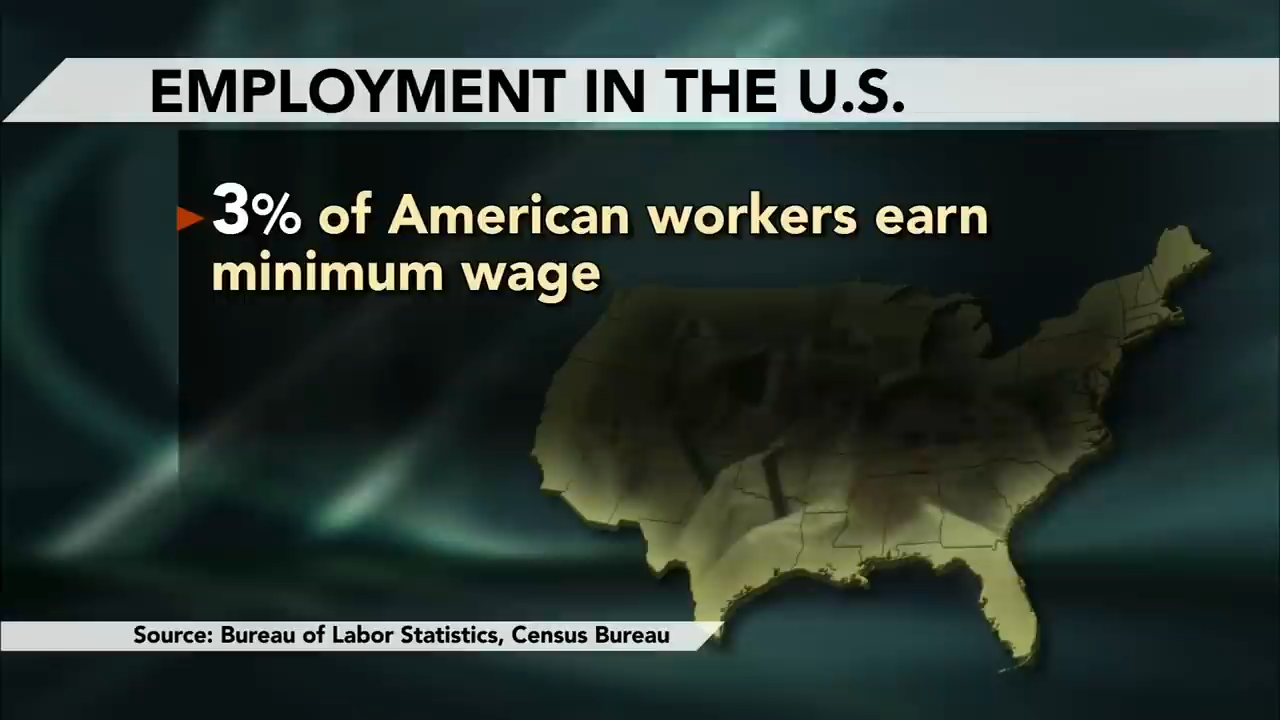 EMPLOYMENT IN THE U.S.
3% of American workers earn
minimum wage
Source: Bureau of Labor Statistics, Census Bureau